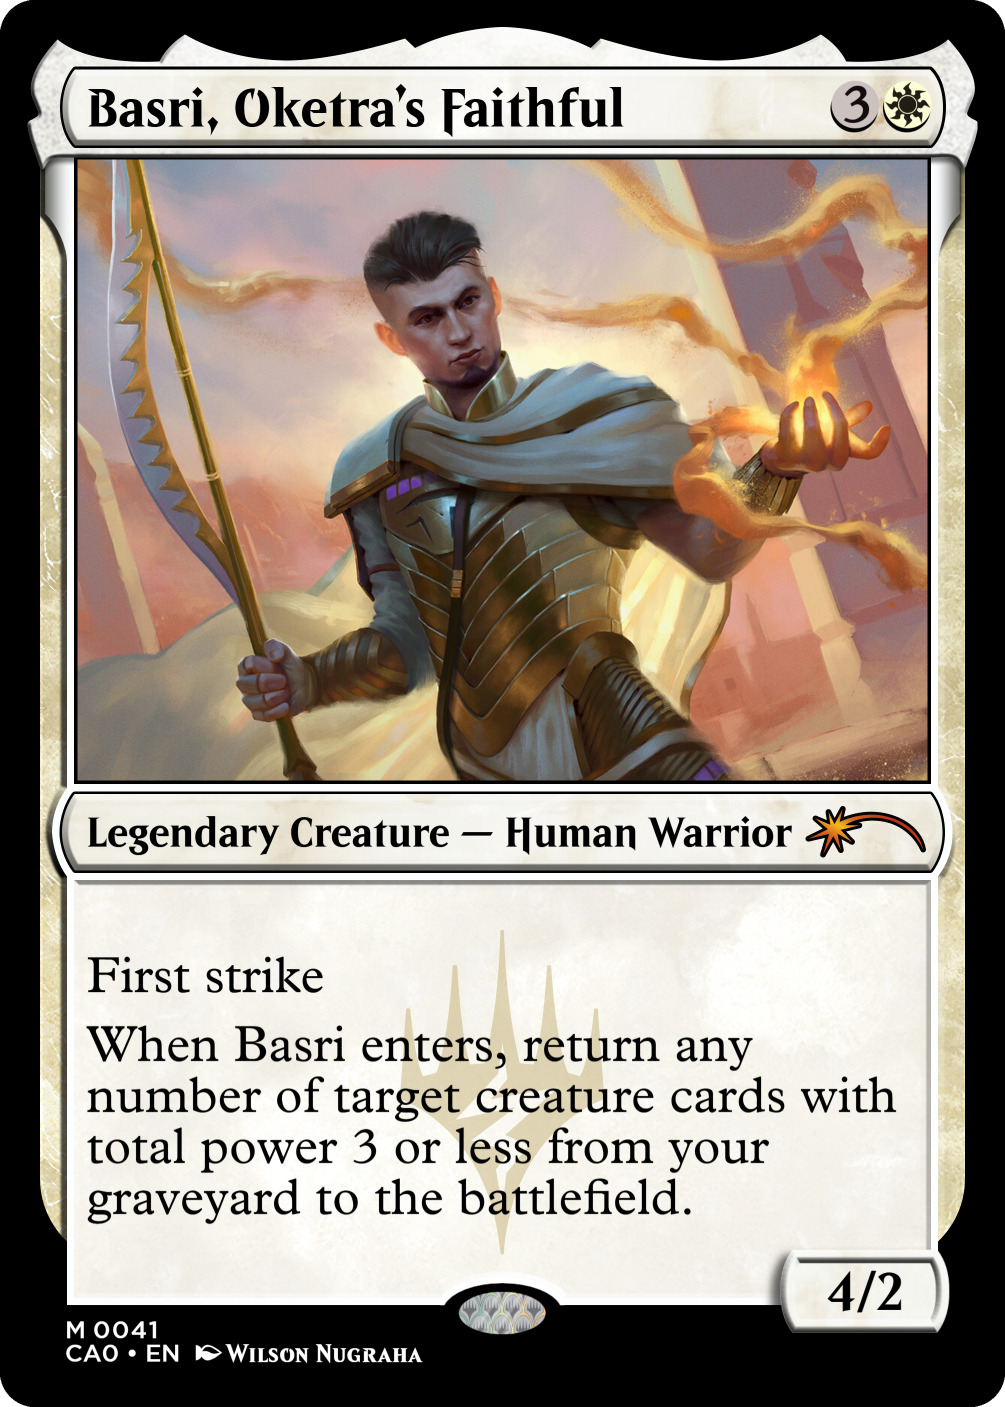 Basri, Oketra's Faithful 3
Legendary Creature — Human Warrior
First strike
When Basri enters, return any
number of target creature cards with
total power 3 or less from your
graveyard to the battlefield.
4/2
M 0041
CAO • EN Wilson Nugraha